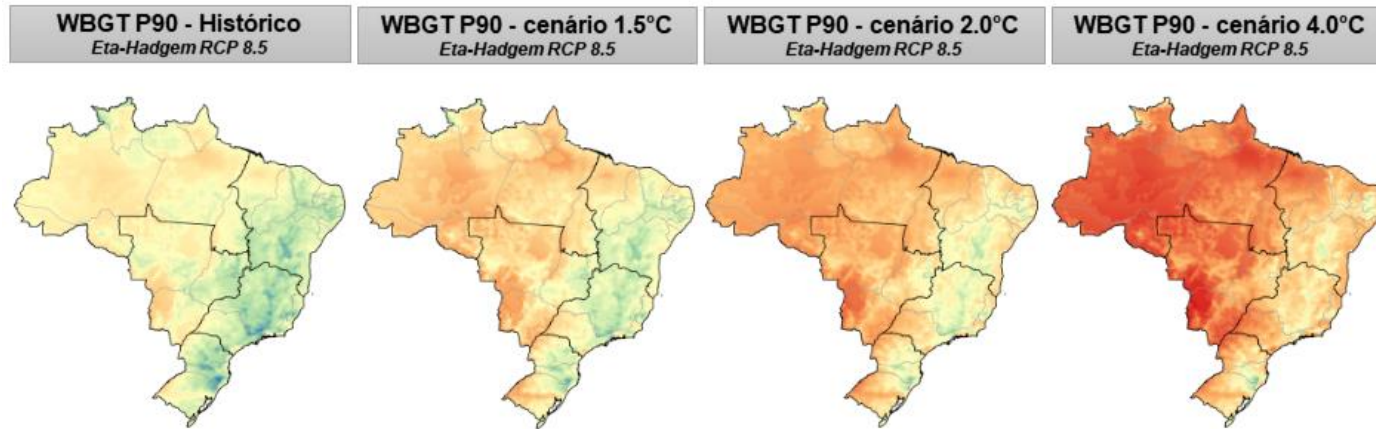 WBGT P90 - Histórico
Eta-Hadgem RCP 8.5
WBGT P90 - cenário 1.5°C
Eta-Hadgem RCP 8.5
WBGT P90 - cenário 2.0°C
Eta-Hadgem RCP 8.5
WBGT P90 - cenário 4.0°C
Eta-Hadgem RCP 8.5